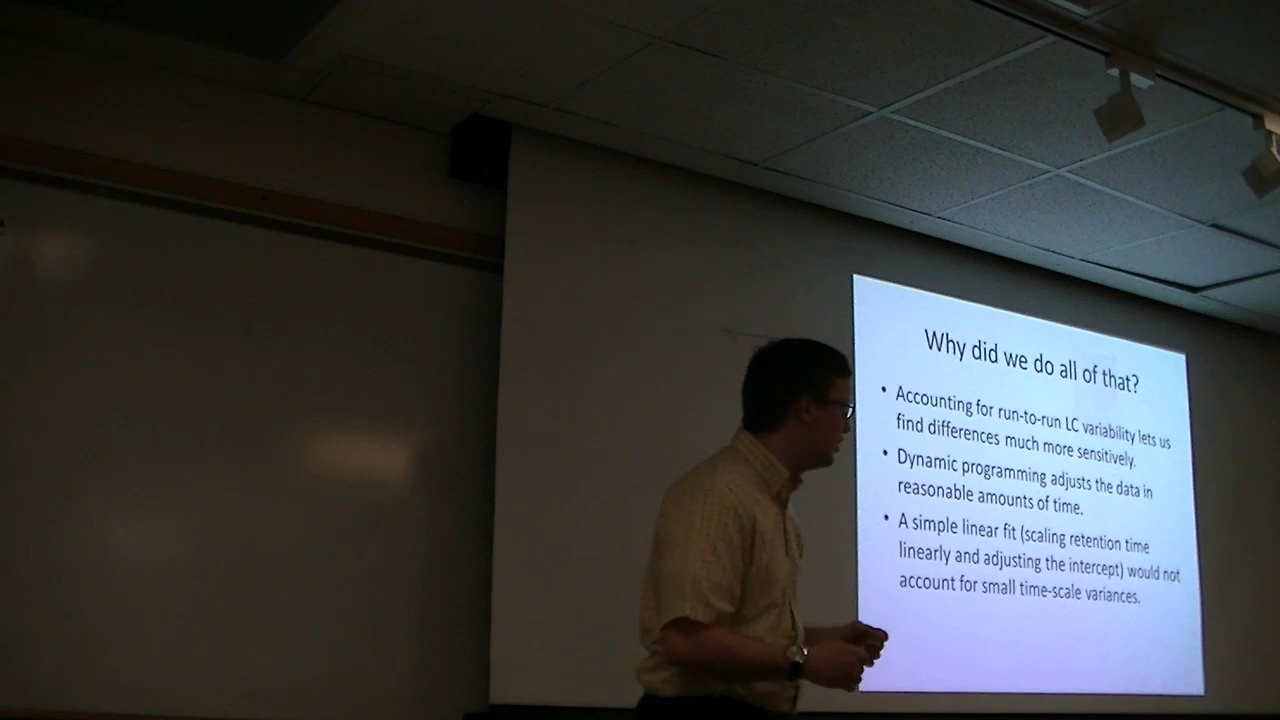 Why did we do all of that?
• Accounting for run-to-run LC variability lets us
find differences much more sensitively.
• Dynamic programming adjusts the data in
reasonable amounts of time.
• A simple linear fit (scaling retention time
linearly and adjusting the intercept) would not
account for small time-scale variances.